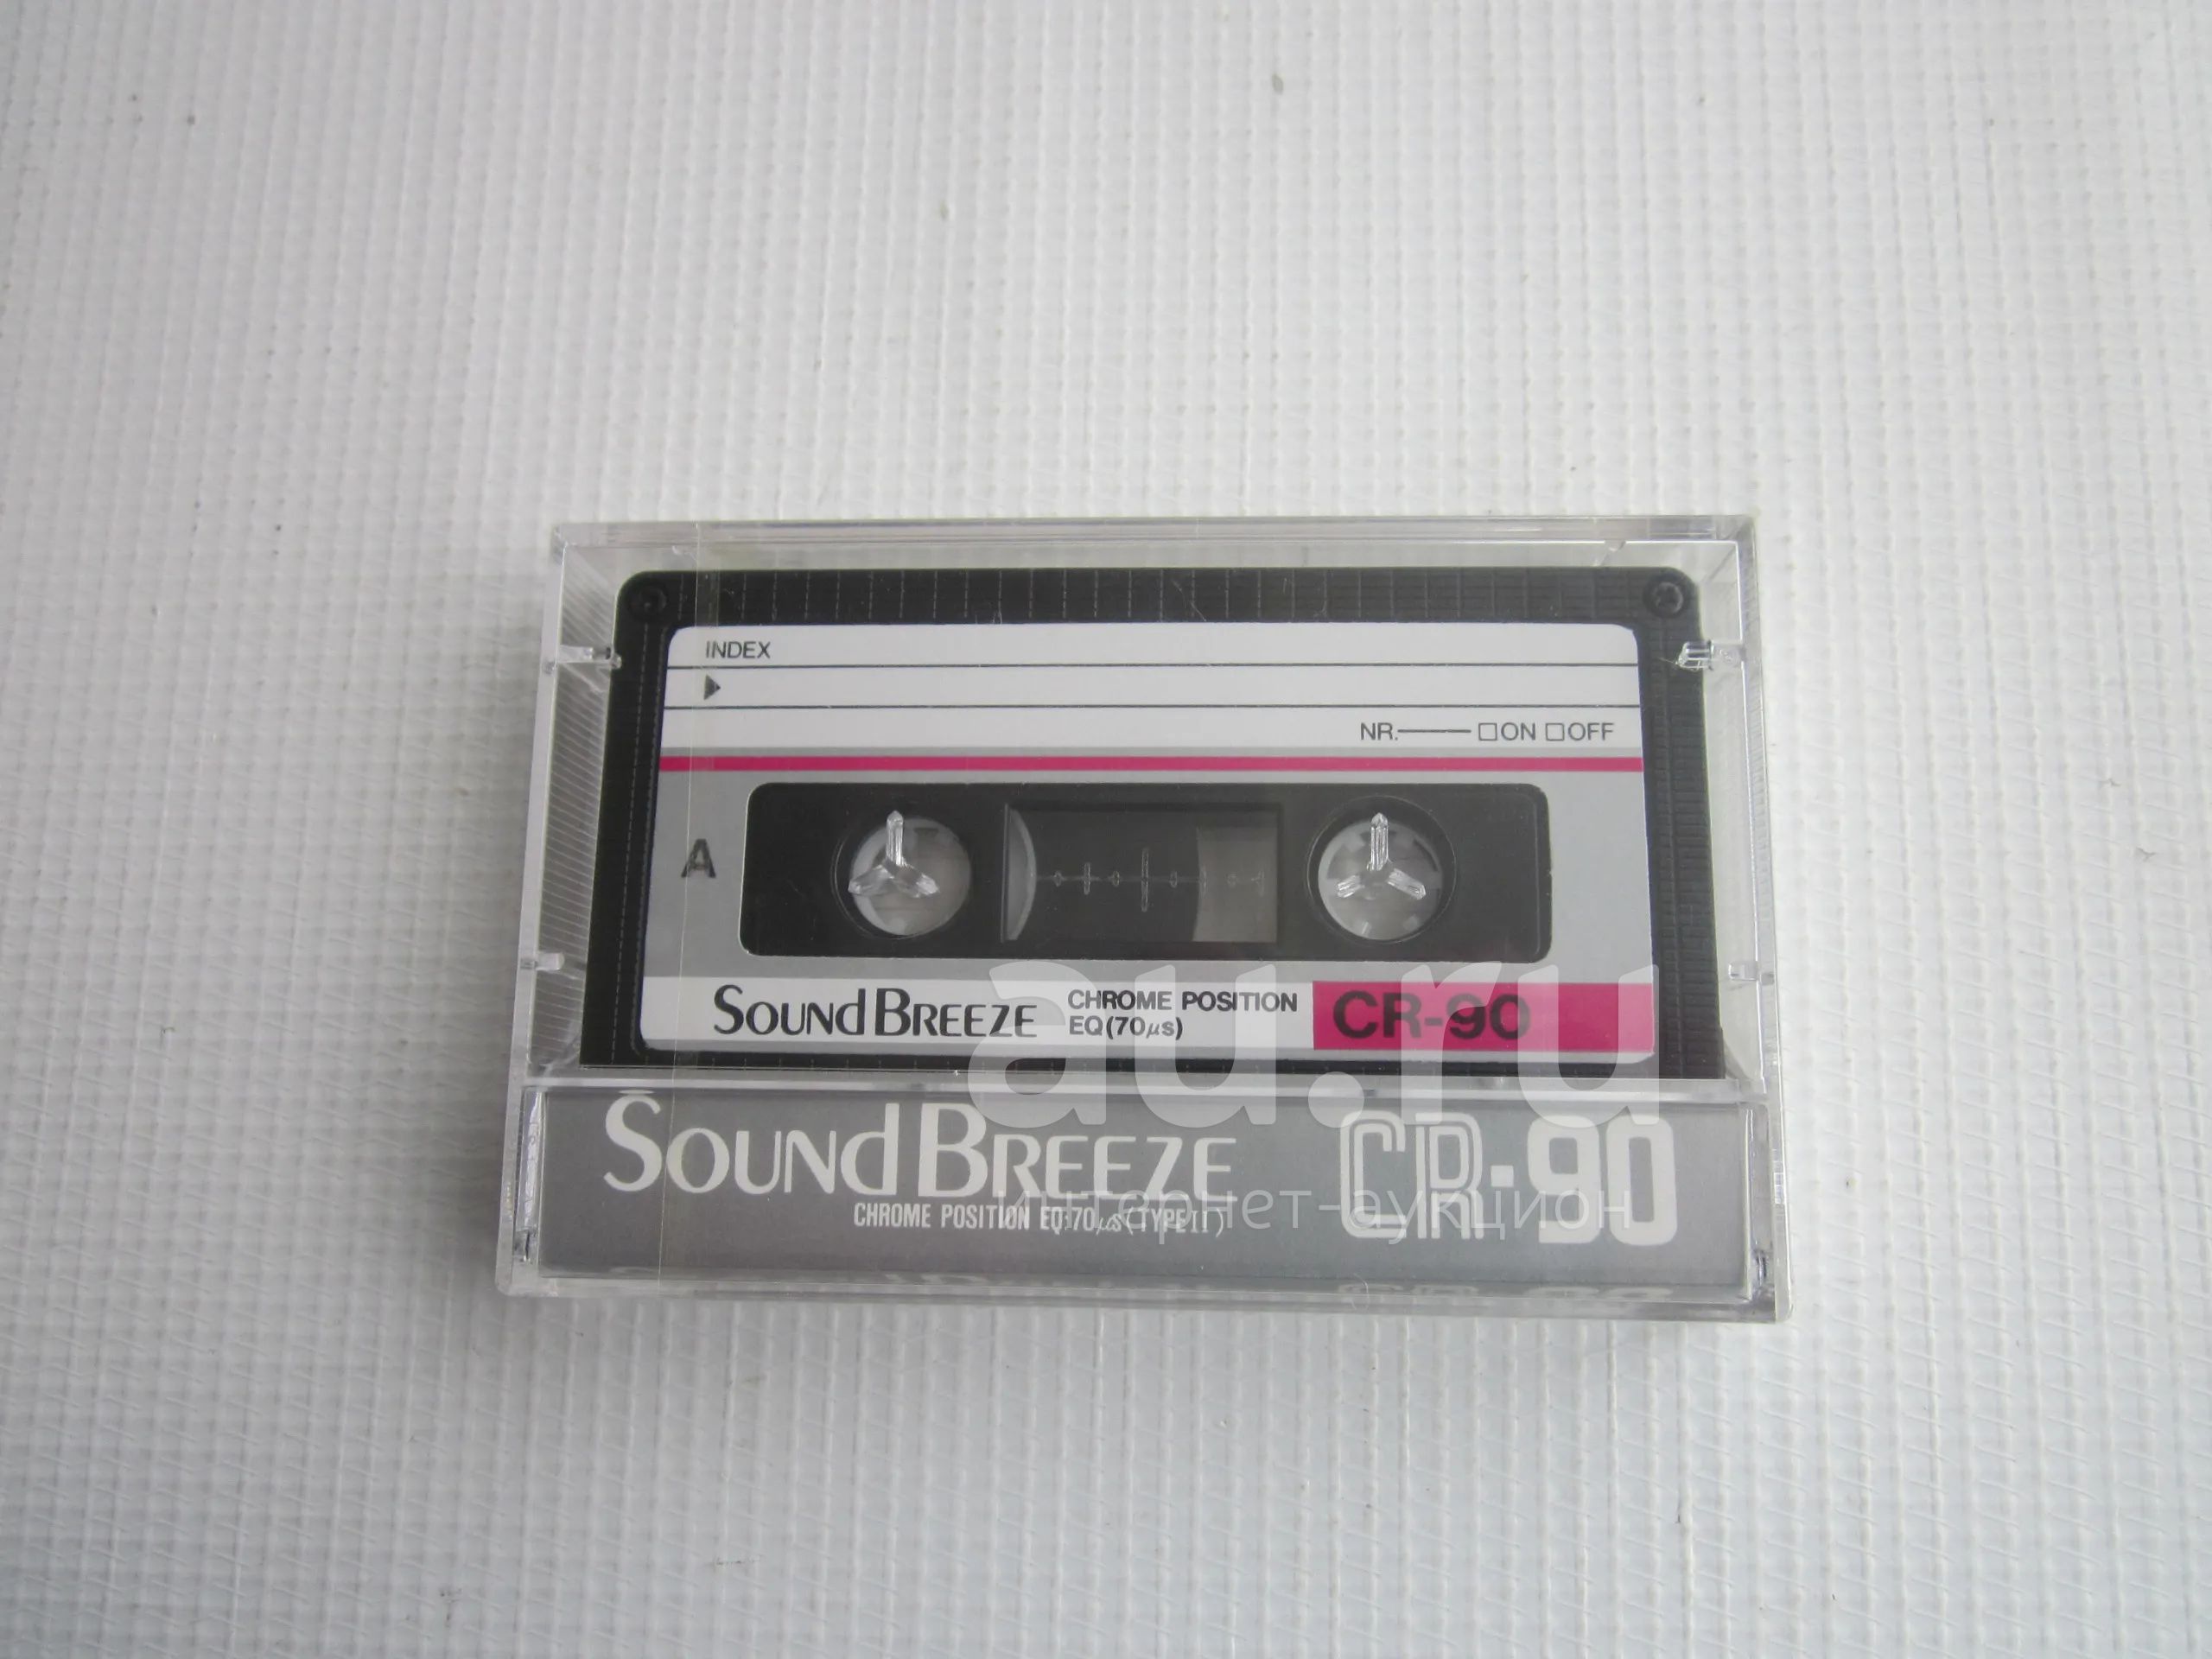 INDEX
NR. □ON □OFF
A
SOUNd BREEZE
CHROME POSITION
EQ(70μs)
CR-90
au.ru
SOUNd BREEZE
CR-90
интернет-аукцион
CHROME POSITION EQ:70μs(TYPEII)